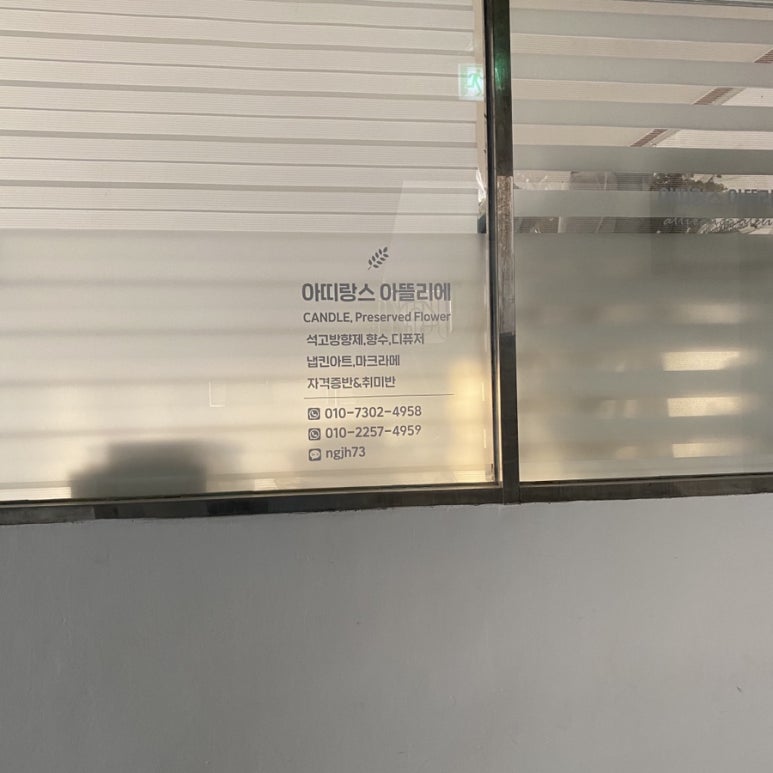 아띠랑스 아뜰리에
CANDLE, Preserved Flower
석고방향제,향수,디퓨저
냅킨아트,마크라메
자격증반&취미반
010-7302-4958
010-2257-4959
ngjh73